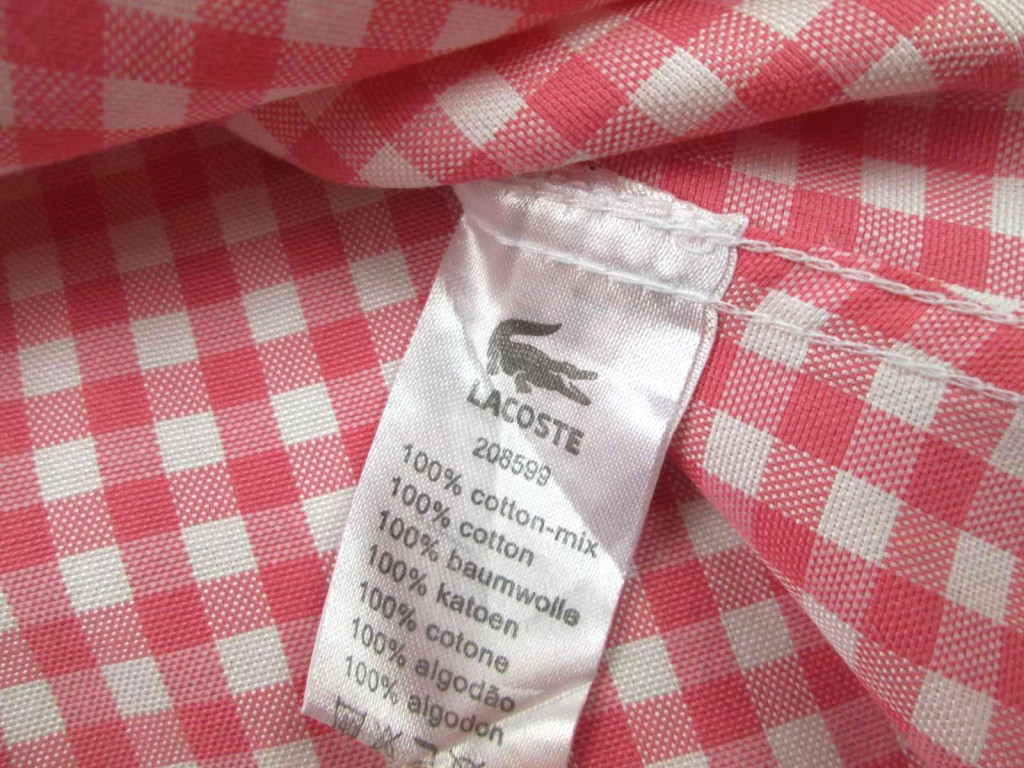 LACOSTE
208599
100% cotton-mix
100% cotton
100% baumwolle
100% katoen
100% cotone
100% algodão
100% algodon